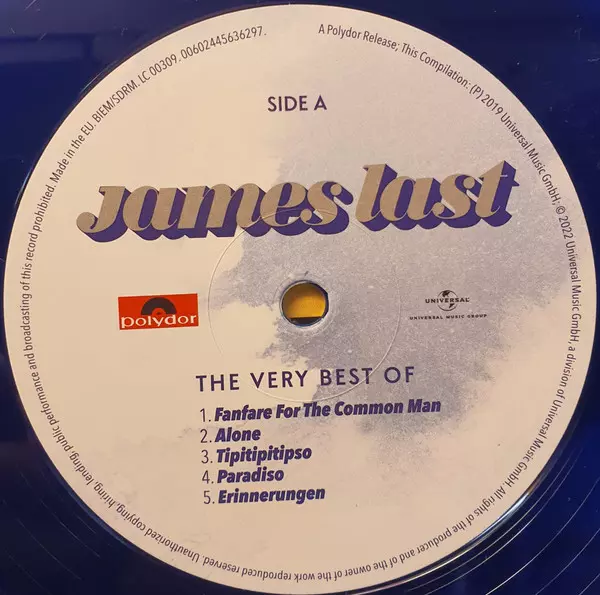 A Polydor Release; This Compilation: (P) 2019 Universal Music GmbH; © 2022 Universal Music GmbH, a division of Universal Music GmbH. All rights of the producer and of the owner of the work reproduced reserved. Unauthorized copying, hiring, lending, public performance and broadcasting of this record prohibited. Made in the EU. BIEM/SDRM. LC 00309. 00602445636297.
SIDE A
James Last
polydor
UNIVERSAL
UNIVERSAL MUSIC GROUP
THE VERY BEST OF
1. Fanfare For The Common Man
2. Alone
3. Tipitipitipso
4. Paradiso
5. Erinnerungen